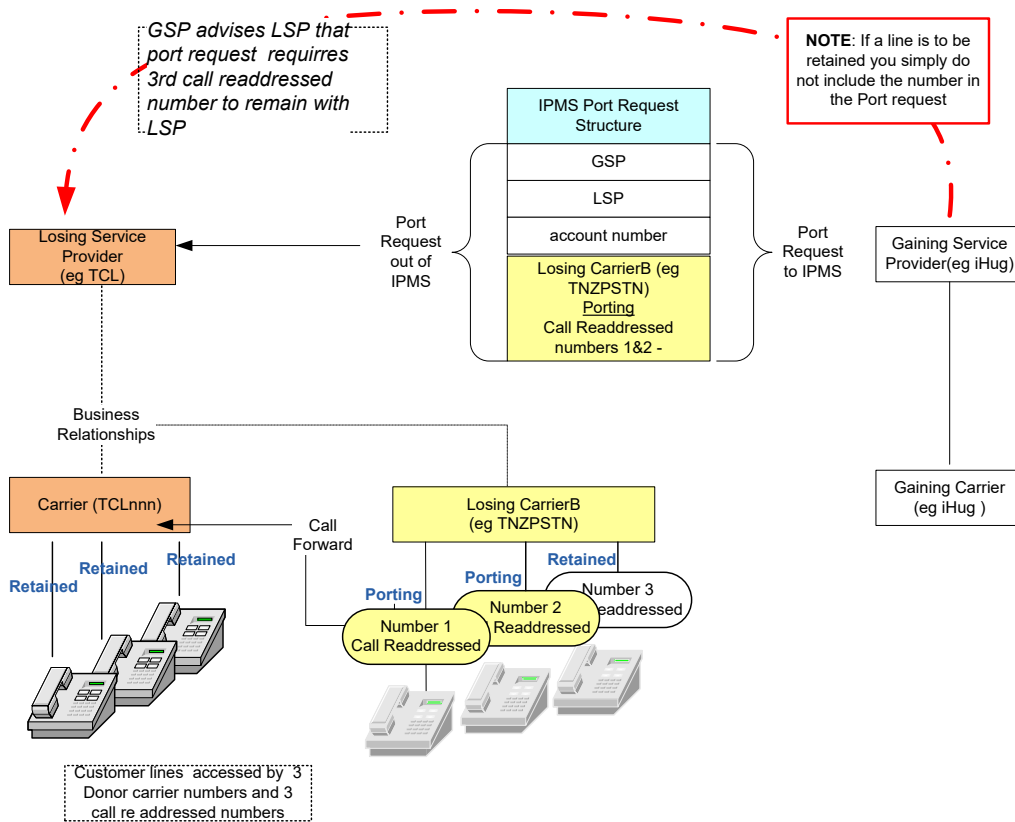 GSP advises LSP that
port request requirres
3rd call readdressed
number to remain with
LSP
NOTE: If a line is to be
retained you simply do
not include the number in
the Port request
IPMS Port Request
Structure
GSP
LSP
account number
Losing CarrierB (eg
TNZPSTN)
Porting
Call Readdressed
numbers 1&2 -
Port
Request
out of
IPMS
Port
Request
to IPMS
Losing Service
Provider
(eg TCL)
Gaining Service
Provider(eg iHug)
Business
Relationships
Carrier (TCLnnn)
Call
Forward
Losing CarrierB
(eg TNZPSTN)
Gaining Carrier
(eg iHug )
Retained
Retained
Retained
Porting
Porting
Retained
Number 1
Call Readdressed
Number 2
Readdressed
Number 3
eaddressed
Customer lines accessed by 3
Donor carrier numbers and 3
call re addressed numbers